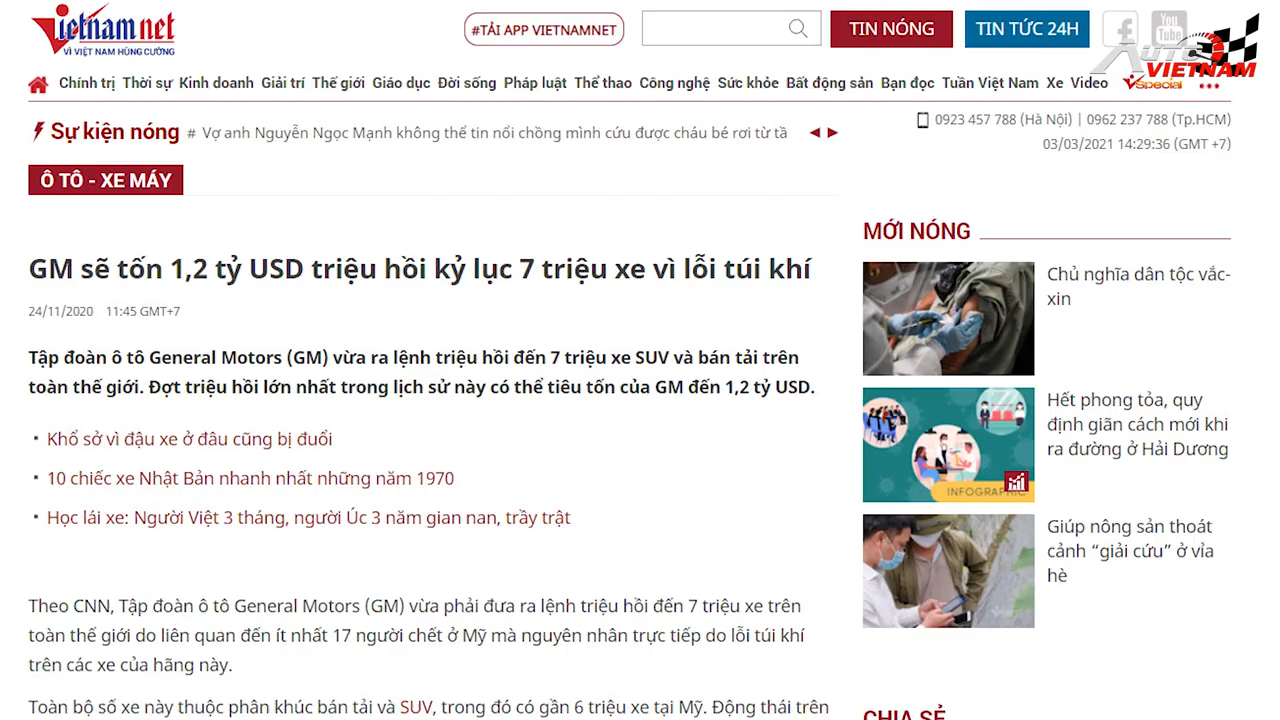 Vietnamnet
VÌ VIỆT NAM HÙNG CƯỜNG
#TẢI APP VIETNAMNET
TIN NÓNG
TIN TỨC 24H
You Tube
AUTO
VIETNAM
Chính trị Thời sự Kinh doanh Giải trí Thế giới Giáo dục Đời sống Pháp luật Thể thao Công nghệ Sức khỏe Bất động sản Bạn đọc Tuần Việt Nam Xe Video
Special
Sự kiện nóng # Vợ anh Nguyễn Ngọc Mạnh không thể tin nổi chồng mình cứu được cháu bé rơi từ tầ
0923 457 788 (Hà Nội) | 0962 237 788 (Tp.HCM)
03/03/2021 14:29:36 (GMT +7)
Ô TÔ - XE MÁY
GM sẽ tốn 1,2 tỷ USD triệu hồi kỷ lục 7 triệu xe vì lỗi túi khí
24/11/2020 11:45 GMT+7
Tập đoàn ô tô General Motors (GM) vừa ra lệnh triệu hồi đến 7 triệu xe SUV và bán tải trên
toàn thế giới. Đợt triệu hồi lớn nhất trong lịch sử này có thể tiêu tốn của GM đến 1,2 tỷ USD.
Khổ sở vì đậu xe ở đâu cũng bị đuổi
10 chiếc xe Nhật Bản nhanh nhất những năm 1970
Học lái xe: Người Việt 3 tháng, người Úc 3 năm gian nan, trầy trật
Theo CNN, Tập đoàn ô tô General Motors (GM) vừa phải đưa ra lệnh triệu hồi đến 7 triệu xe trên
toàn thế giới do liên quan đến ít nhất 17 người chết ở Mỹ mà nguyên nhân trực tiếp do lỗi túi khí
trên các xe của hãng này.
Toàn bộ số xe này thuộc phân khúc bán tải và SUV, trong đó có gần 6 triệu xe tại Mỹ. Động thái trên
MỚI NÓNG
Chủ nghĩa dân tộc vắc-
xin
Hết phong tỏa, quy
định giãn cách mới khi
ra đường ở Hải Dương
INFOGRAPHIC
Giúp nông sản thoát
cảnh “giải cứu” ở vỉa
hè
CHIA SẺ